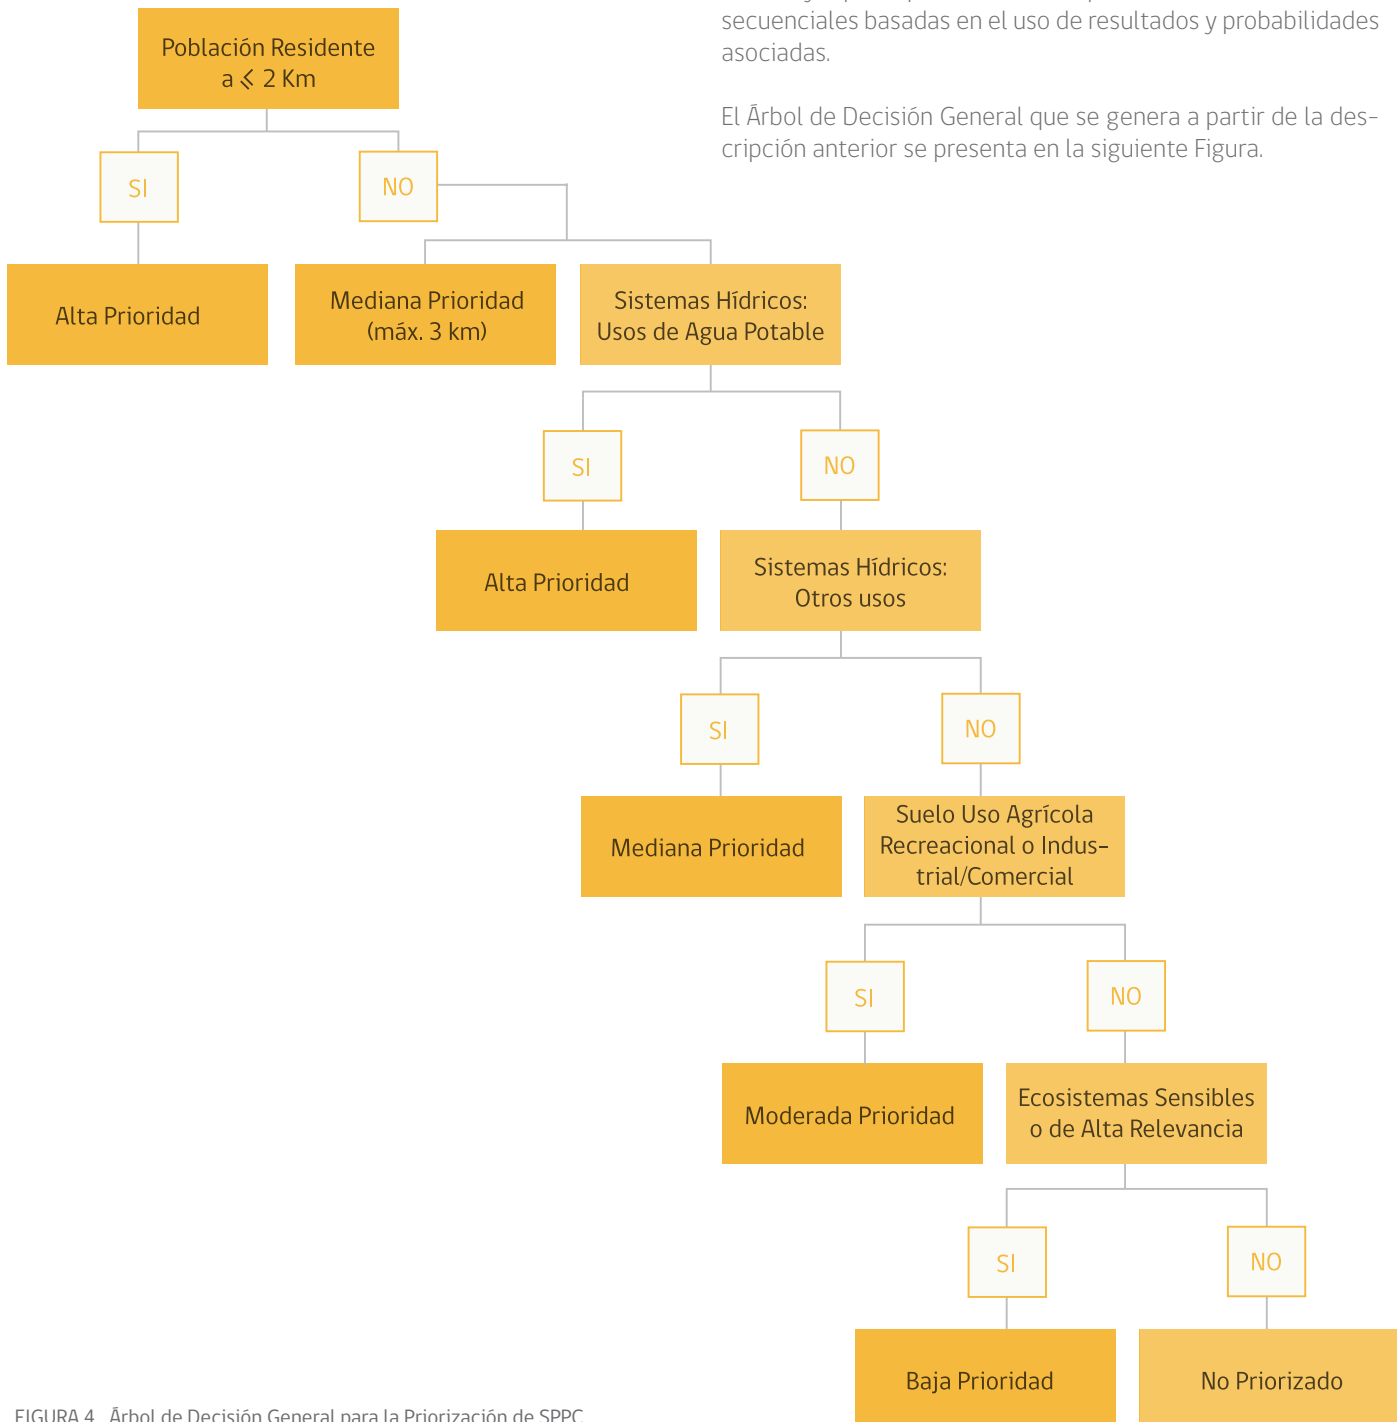 secuenciales basadas en el uso de resultados y probabilidades
asociadas.
El Árbol de Decisión General que se genera a partir de la des-
cripción anterior se presenta en la siguiente Figura.
Población Residente
a ⩽ 2 Km
SI
NO
Alta Prioridad
Mediana Prioridad
(máx. 3 km)
Sistemas Hídricos:
Usos de Agua Potable
SI
NO
Alta Prioridad
Sistemas Hídricos:
Otros usos
SI
NO
Mediana Prioridad
Suelo Uso Agrícola
Recreacional o Indus-
trial/Comercial
SI
NO
Moderada Prioridad
Ecosistemas Sensibles
o de Alta Relevancia
SI
NO
Baja Prioridad
No Priorizado
FIGURA 4 Árbol de Decisión General para la Priorización de SPPC